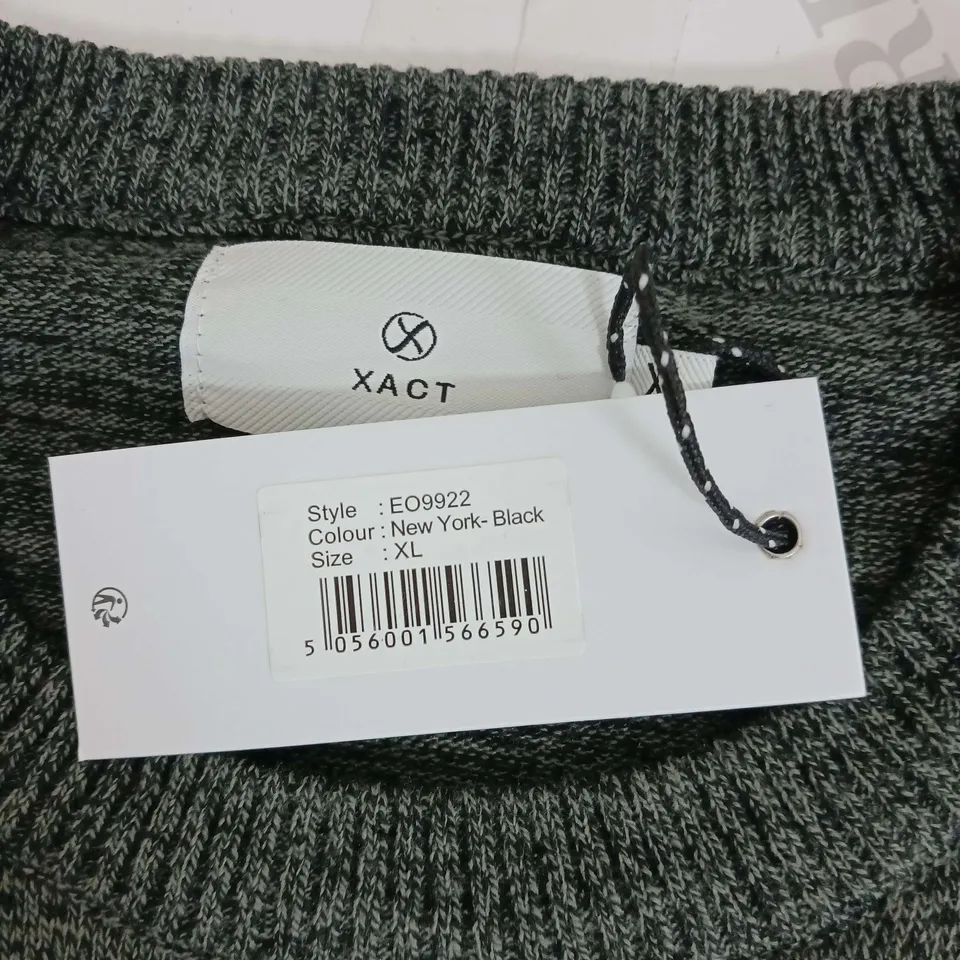 XACT
X
Style : EO9922
Colour : New York- Black
Size : XL
5 056001 566590